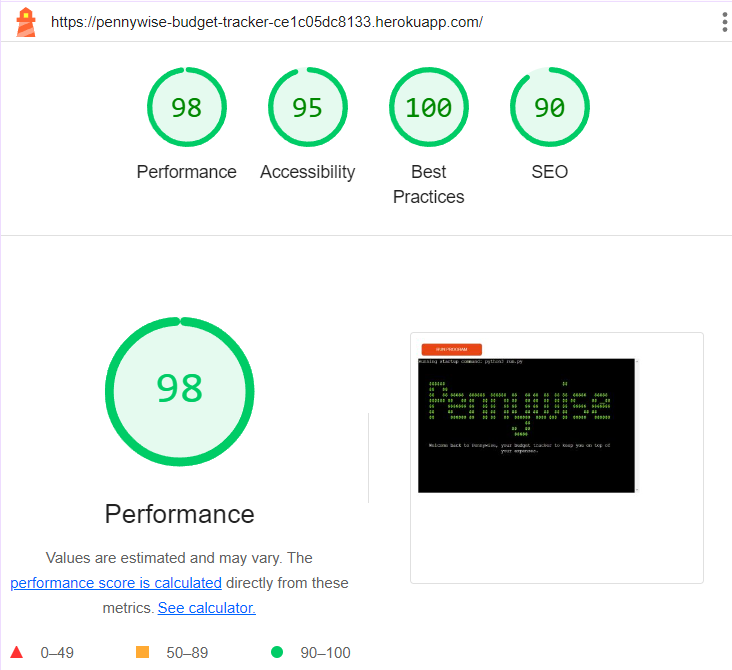 https://pennywise-budget-tracker-ce1c05dc8133.herokuapp.com/
98
95
100
90
Performance
Accessibility
Best
Practices
SEO
98
Performance
Values are estimated and may vary. The
performance score is calculated directly from these
metrics. See calculator.
0–49
50–89
90–100
RUN PROGRAM
Running startup command: python3 run.py
Pennywise
Welcome back to Pennywise, your budget tracker to keep you on top of
your expenses.